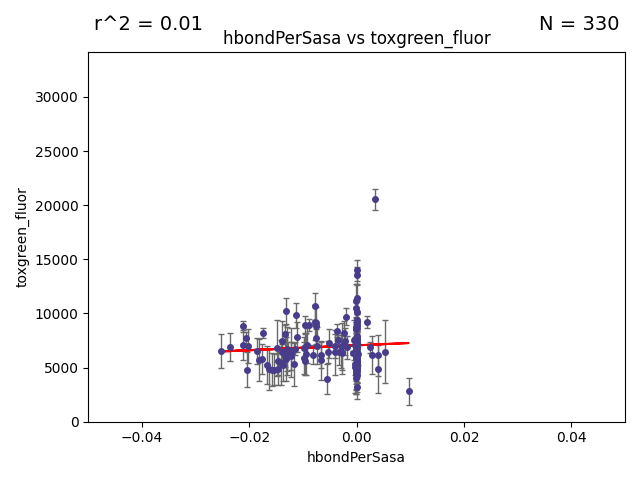 r^2 = 0.01
N = 330
hbondPerSasa vs toxgreen_fluor
30000
25000
20000
15000
10000
5000
0
toxgreen_fluor
−0.04
−0.02
0.00
0.02
0.04
hbondPerSasa